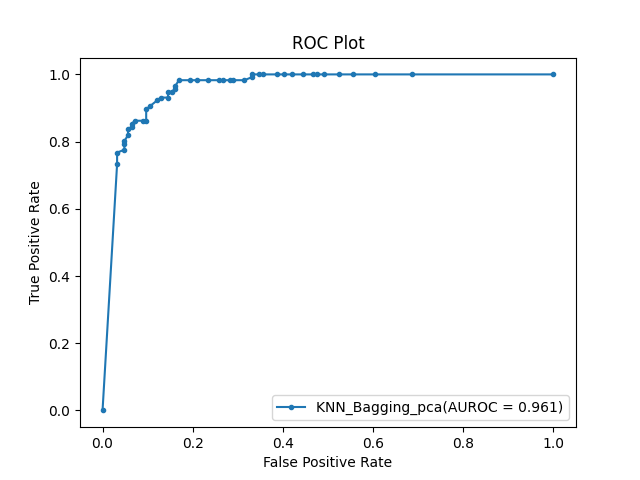 ROC Plot
True Positive Rate
1.0
0.8
0.6
0.4
0.2
0.0
KNN_Bagging_pca(AUROC = 0.961)
0.0 0.2 0.4 0.6 0.8 1.0
False Positive Rate